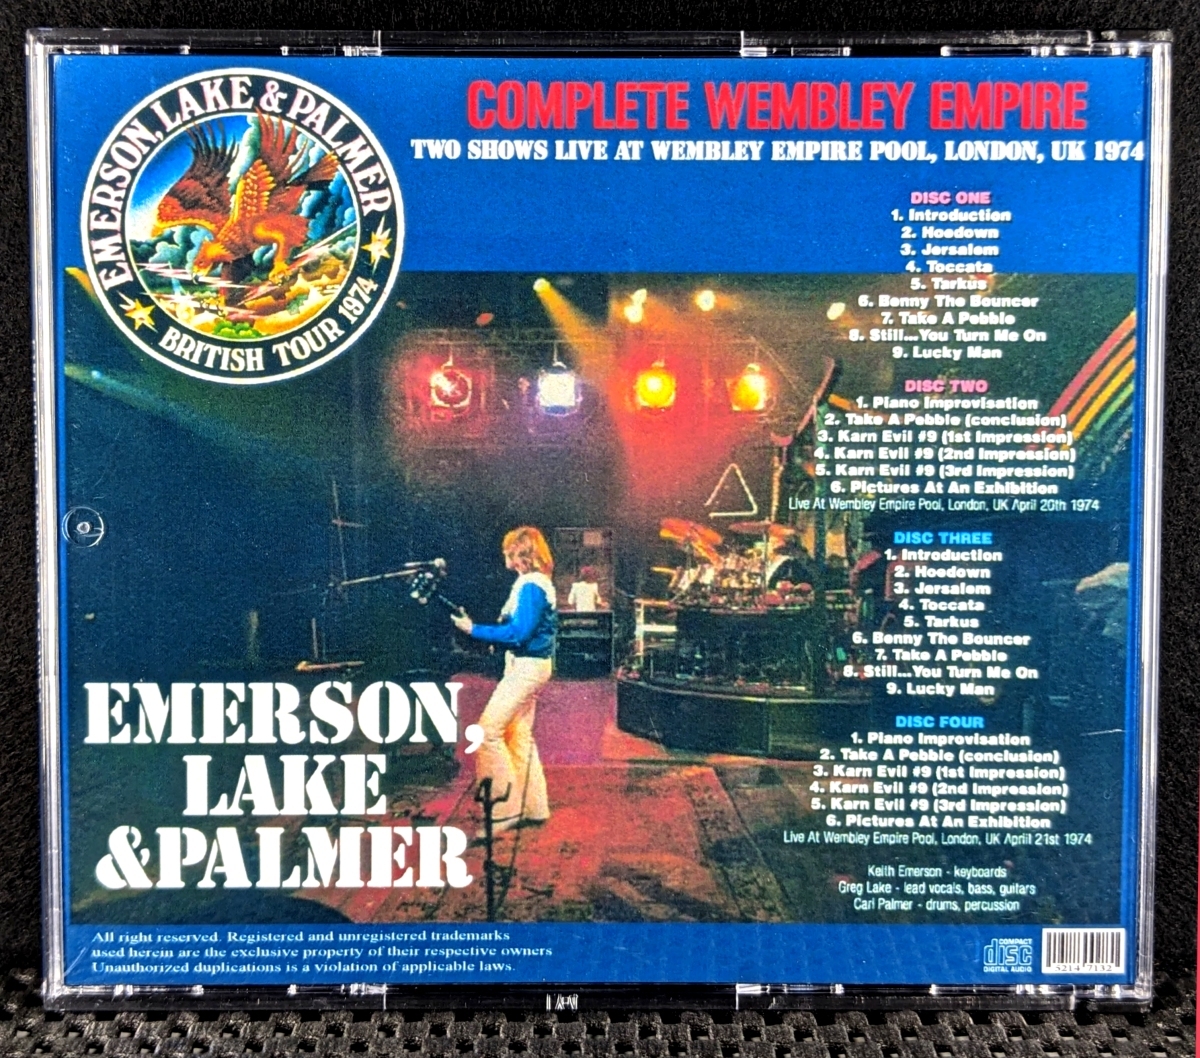 EMERSON, LAKE & PALMER
BRITISH TOUR 1974
COMPLETE WEMBLEY EMPIRE
TWO SHOWS LIVE AT WEMBLEY EMPIRE POOL, LONDON, UK 1974
DISC ONE
1. Introduction
2. Hoedown
3. Jersalem
4. Toccata
5. Tarkus
6. Benny The Bouncer
7. Take A Pebble
8. Still...You Turn Me On
9. Lucky Man
DISC TWO
1. Piano Improvisation
2. Take A Pebble (conclusion)
3. Karn Evil #9 (1st Impression)
4. Karn Evil #9 (2nd Impression)
5. Karn Evil #9 (3rd Impression)
6. Pictures At An Exhibition
Live At Wembley Empire Pool, London, UK April 20th 1974
DISC THREE
1. Introduction
2. Hoedown
3. Jersalem
4. Toccata
5. Tarkus
6. Benny The Bouncer
7. Take A Pebble
8. Still...You Turn Me On
9. Lucky Man
DISC FOUR
1. Piano Improvisation
2. Take A Pebble (conclusion)
3. Karn Evil #9 (1st Impression)
4. Karn Evil #9 (2nd Impression)
5. Karn Evil #9 (3rd Impression)
6. Pictures At An Exhibition
Live At Wembley Empire Pool, London, UK Aprill 21st 1974
Keith Emerson - keyboards
Greg Lake - lead vocals, bass, guitars
Carl Palmer - drums, percussion
EMERSON,
LAKE
&PALMER
All right reserved. Registered and unregistered trademarks
used herein are the exclusive property of their respective owners
Unauthorized duplications is a violation of applicable laws.
COMPACT
disc
DIGITAL AUDIO
5214 7132